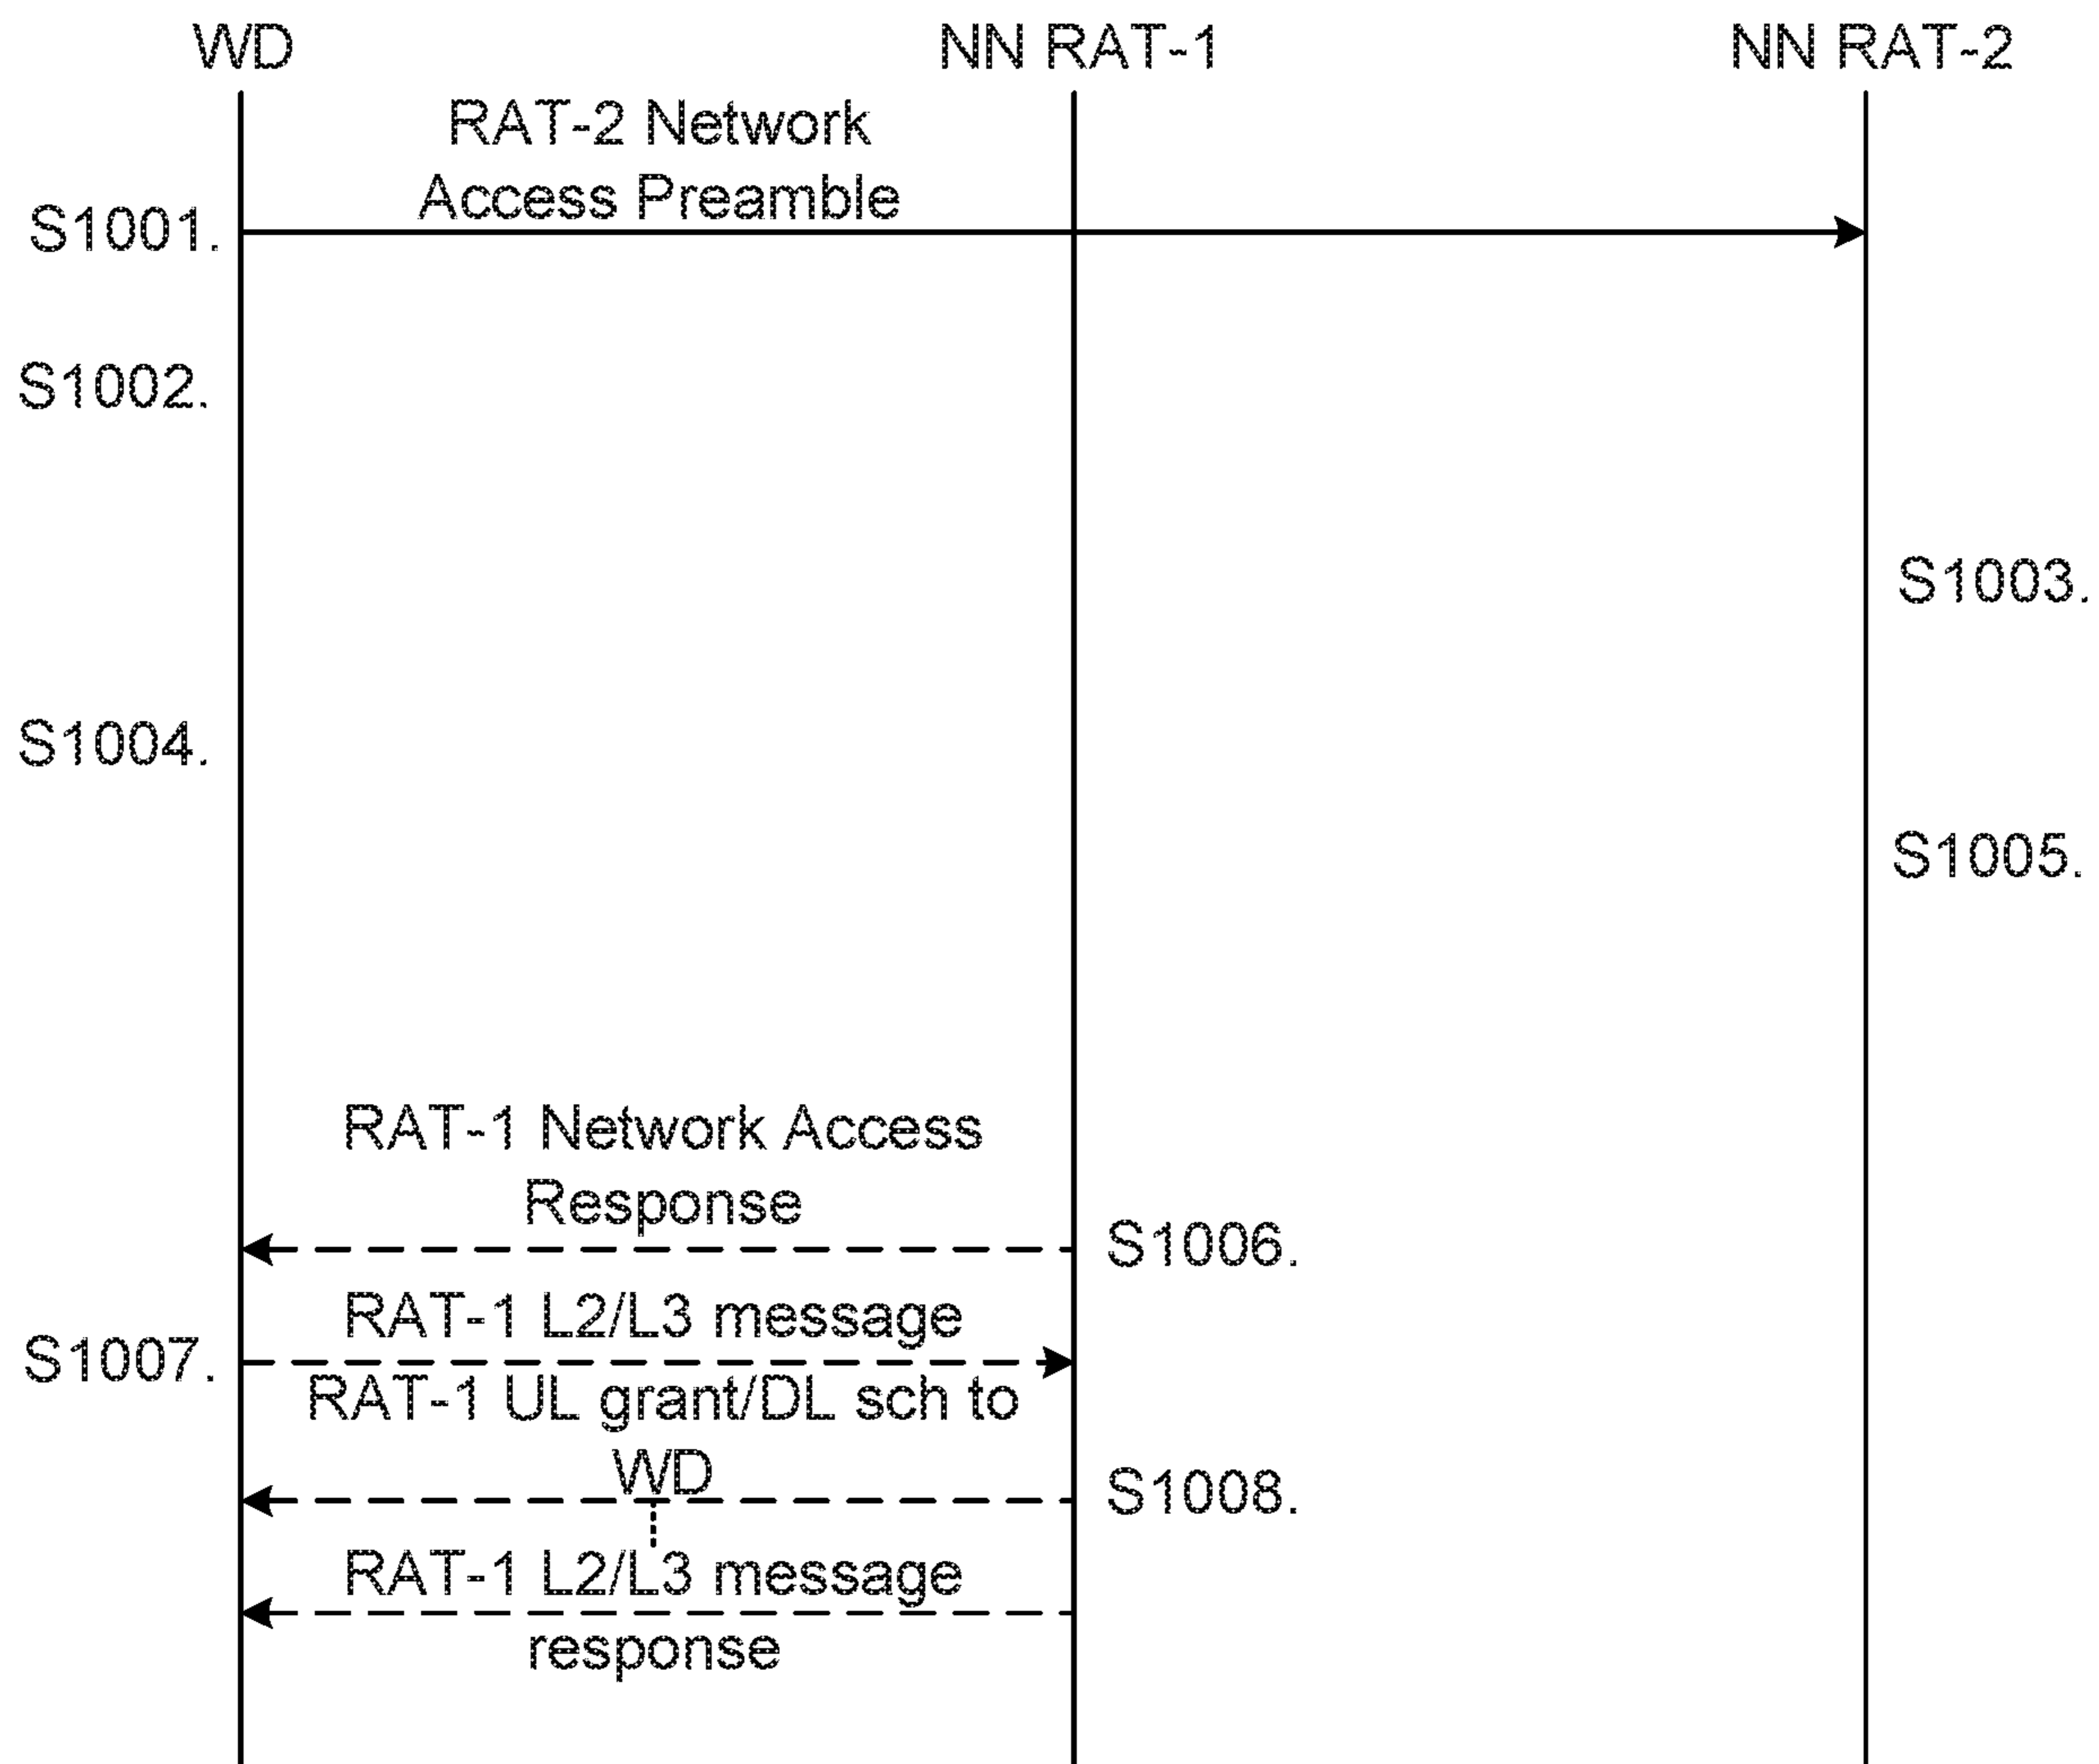 WD
NN RAT-1
NN RAT-2
RAT-2 Network
Access Preamble
S1001.
S1002.
S1003.
S1004.
S1005.
RAT-1 Network Access
Response
S1006.
RAT-1 L2/L3 message
S1007.
RAT-1 UL grant/DL sch to
WD
S1008.
RAT-1 L2/L3 message
response